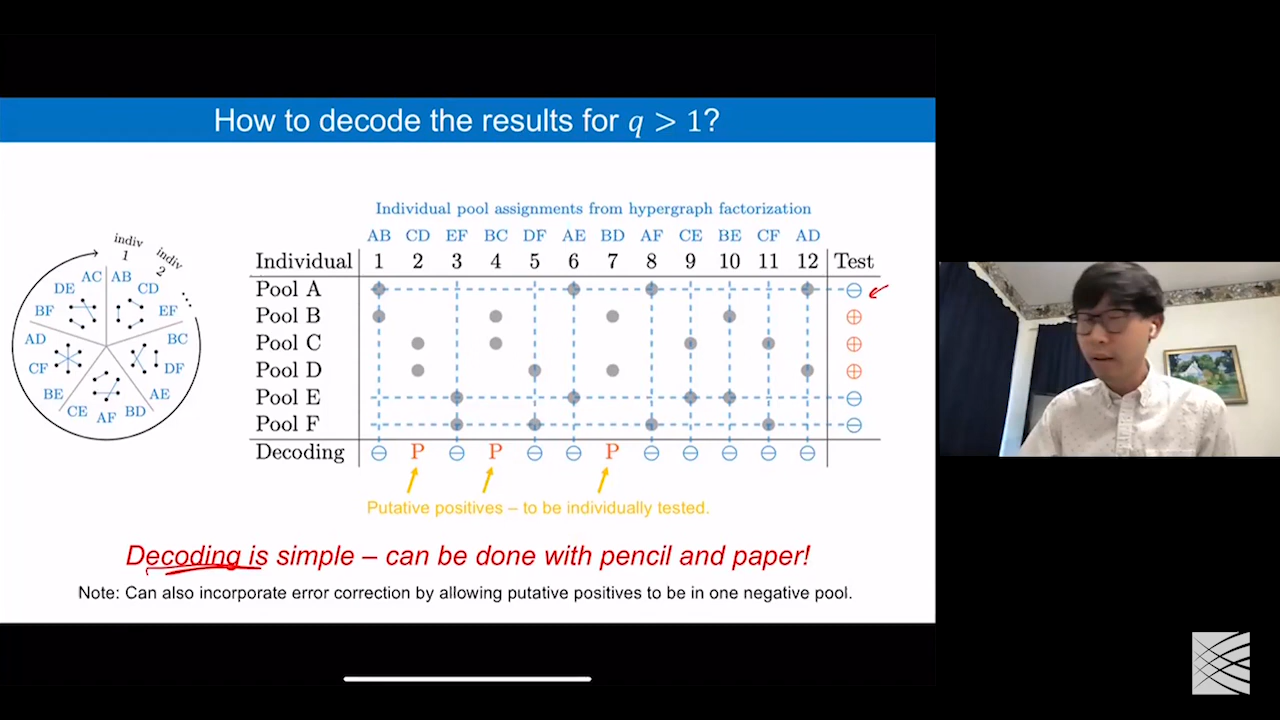 How to decode the results for q > 1?
Individual pool assignments from hypergraph factorization
AB CD EF BC DF AE BD AF CE BE CF AD
Individual 1 2 3 4 5 6 7 8 9 10 11 12 Test
Pool A ⊖
Pool B ⊕
Pool C ⊕
Pool D ⊕
Pool E ⊖
Pool F ⊖
Decoding ⊖ P ⊖ P ⊖ ⊖ P ⊖ ⊖ ⊖ ⊖ ⊖
indiv
1
indiv
2
...
AC AB
DE CD
BF EF
AD BC
CF DF
BE AE
CE AF BD
Putative positives – to be individually tested.
Decoding is simple – can be done with pencil and paper!
Note: Can also incorporate error correction by allowing putative positives to be in one negative pool.